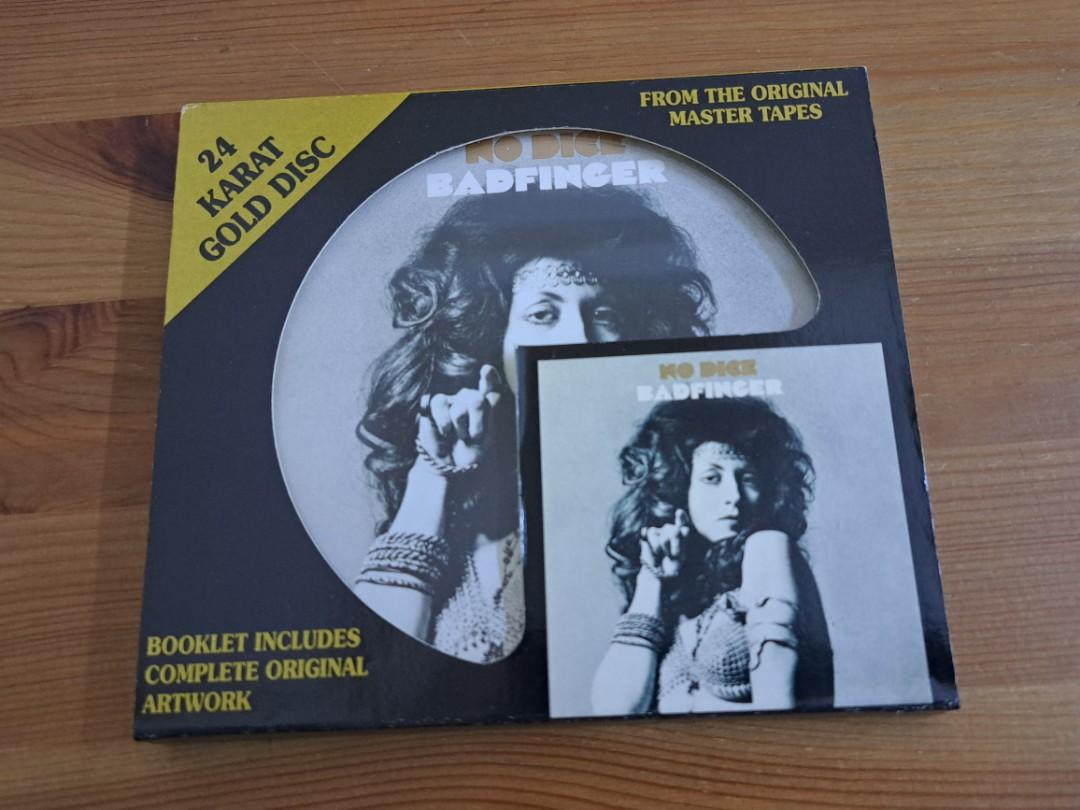 24
KARAT
GOLD DISC
FROM THE ORIGINAL
MASTER TAPES
NO DICE
BADFINGER
NO DICE
BADFINGER
BOOKLET INCLUDES
COMPLETE ORIGINAL
ARTWORK